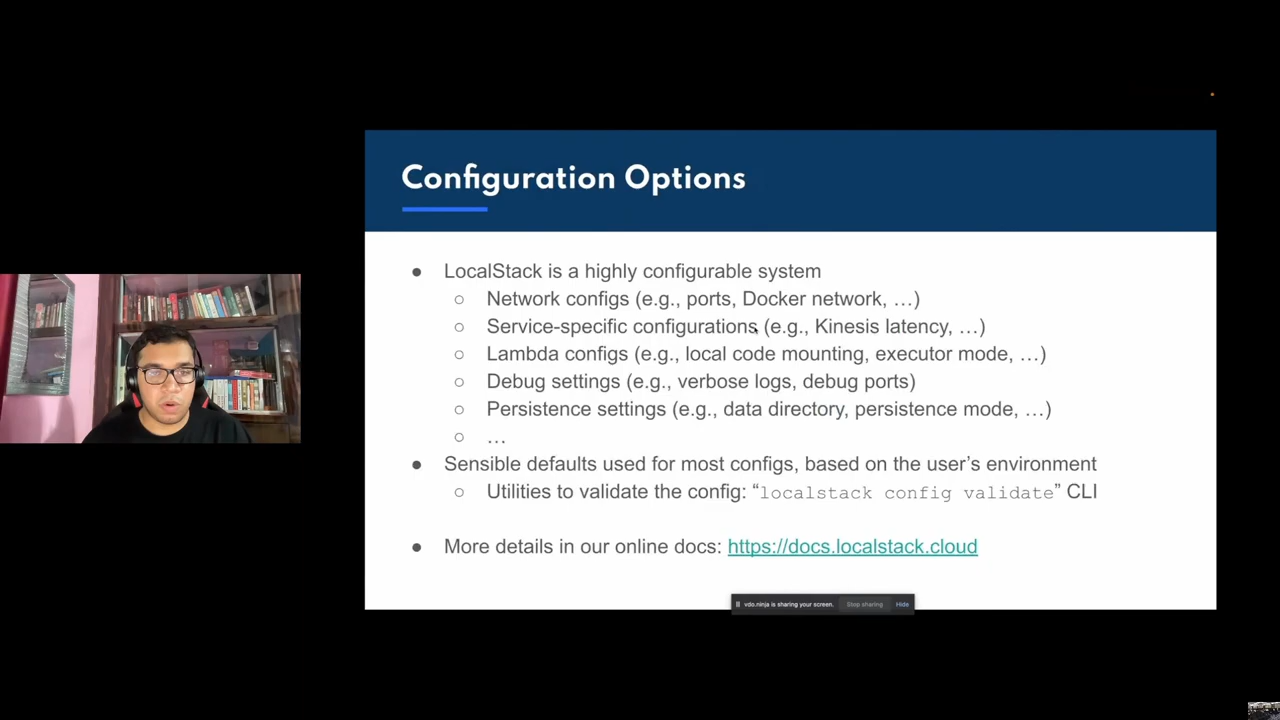 Configuration Options
● LocalStack is a highly configurable system
○ Network configs (e.g., ports, Docker network, …)
○ Service-specific configurations (e.g., Kinesis latency, …)
○ Lambda configs (e.g., local code mounting, executor mode, …)
○ Debug settings (e.g., verbose logs, debug ports)
○ Persistence settings (e.g., data directory, persistence mode, …)
○ …
● Sensible defaults used for most configs, based on the user’s environment
○ Utilities to validate the config: “localstack config validate” CLI
● More details in our online docs: https://docs.localstack.cloud
vdo.ninja is sharing your screen. Stop sharing Hide